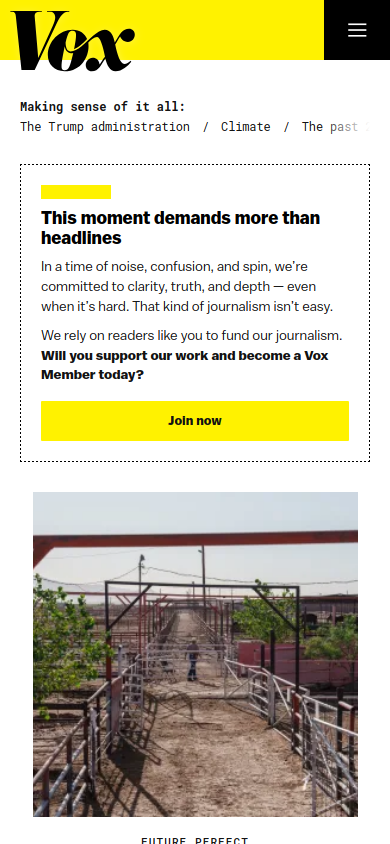 Vox
Making sense of it all:
The Trump administration / Climate / The past
This moment demands more than
headlines
In a time of noise, confusion, and spin, we’re
committed to clarity, truth, and depth — even
when it’s hard. That kind of journalism isn’t easy.
We rely on readers like you to fund our journalism.
Will you support our work and become a Vox
Member today?
Join now
FUTURE PERFECT